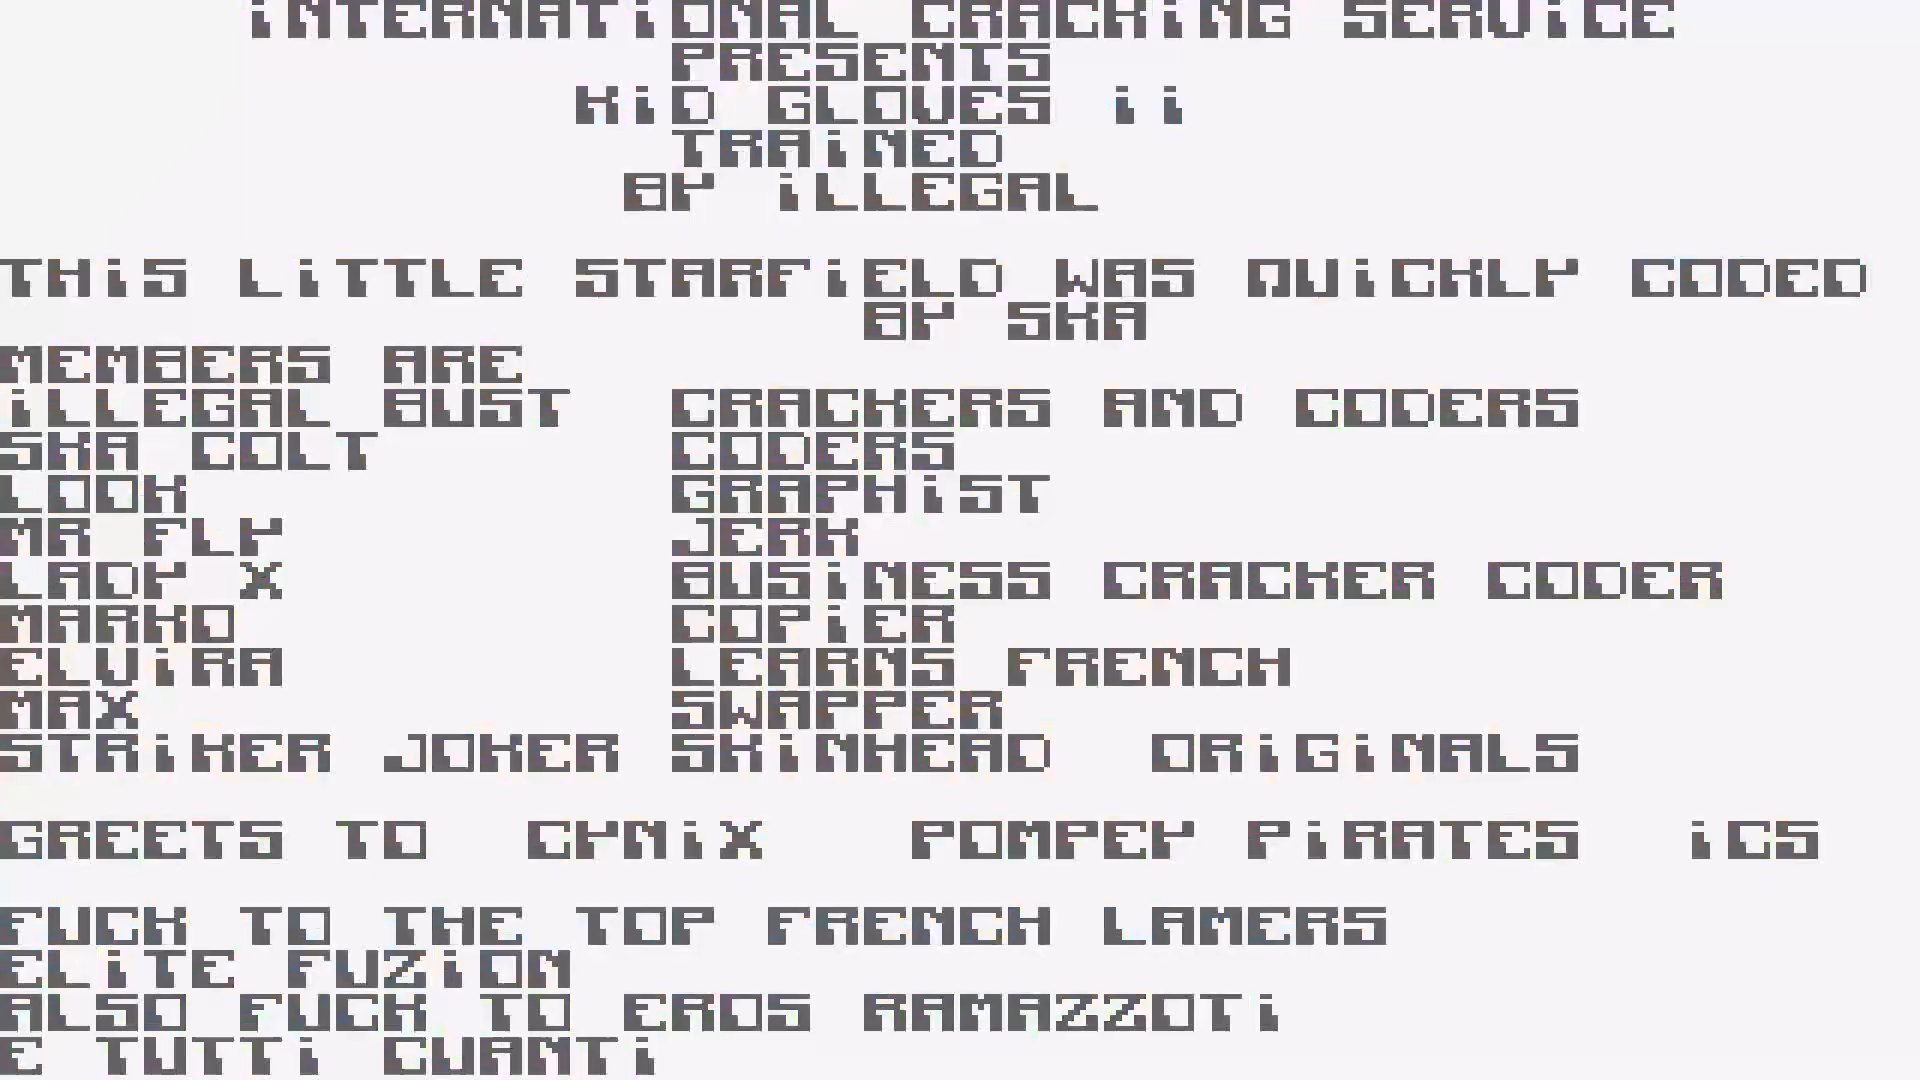 iNTERNATiONAL CRACKiNG SERViCE
PRESENTS
KiD GLOVES ii
TRAiNED
BY iLLEGAL
THiS LiTTLE STARFiELD WAS QUiCKLY CODED
BY SKA
MEMBERS ARE
iLLEGAL BUST CRACKERS AND CODERS
SKA COLT CODERS
LOOK GRAPHiST
MR FLY JERK
LADY X BUSiNESS CRACKER CODER
MARKO COPiER
ELViRA LEARNS FRENCH
MAX SWAPPER
STRiKER JOKER SKiNHEAD ORiGiNALS
GREETS TO CYNiX POMPEY PiRATES iCS
FUCK TO THE TOP FRENCH LAMERS
ELiTE FUZiON
ALSO FUCK TO EROS RAMAZZOTi
E TUTTi CUANTi